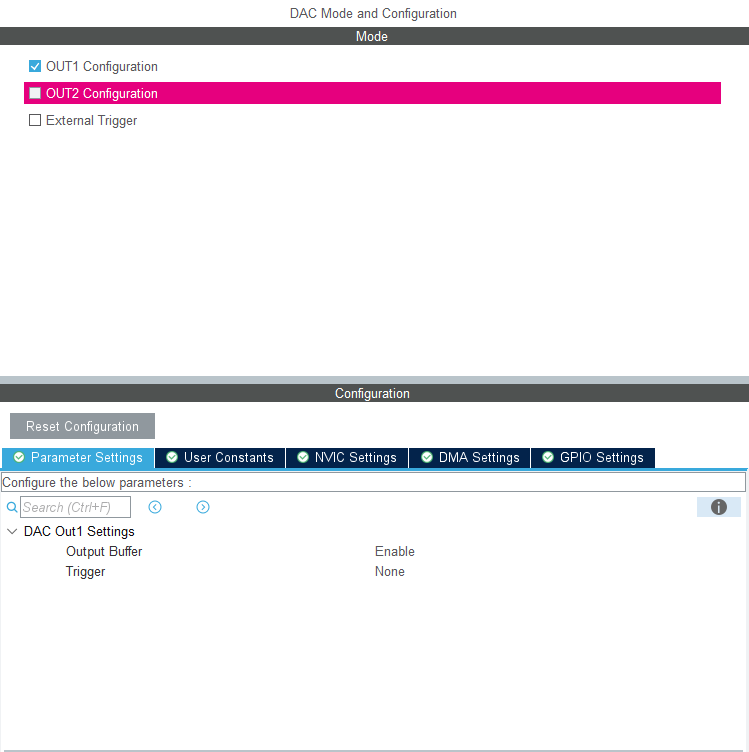 DAC Mode and Configuration
Mode
OUT1 Configuration
OUT2 Configuration
External Trigger
Configuration
Reset Configuration
Parameter Settings User Constants NVIC Settings DMA Settings GPIO Settings
Configure the below parameters :
Search (Ctrl+F)
DAC Out1 Settings
Output Buffer Enable
Trigger None